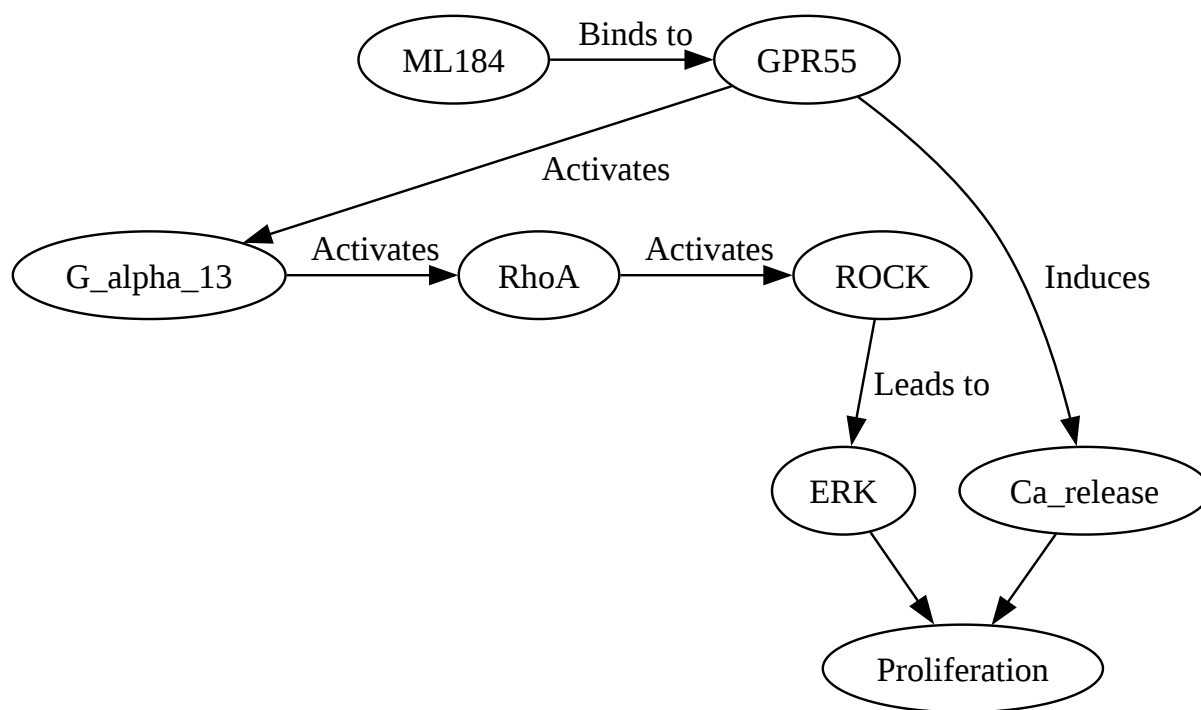 ML184
Binds to
GPR55
Activates
G_alpha_13
Activates
RhoA
Activates
ROCK
Induces
Leads to
ERK
Ca_release
Proliferation